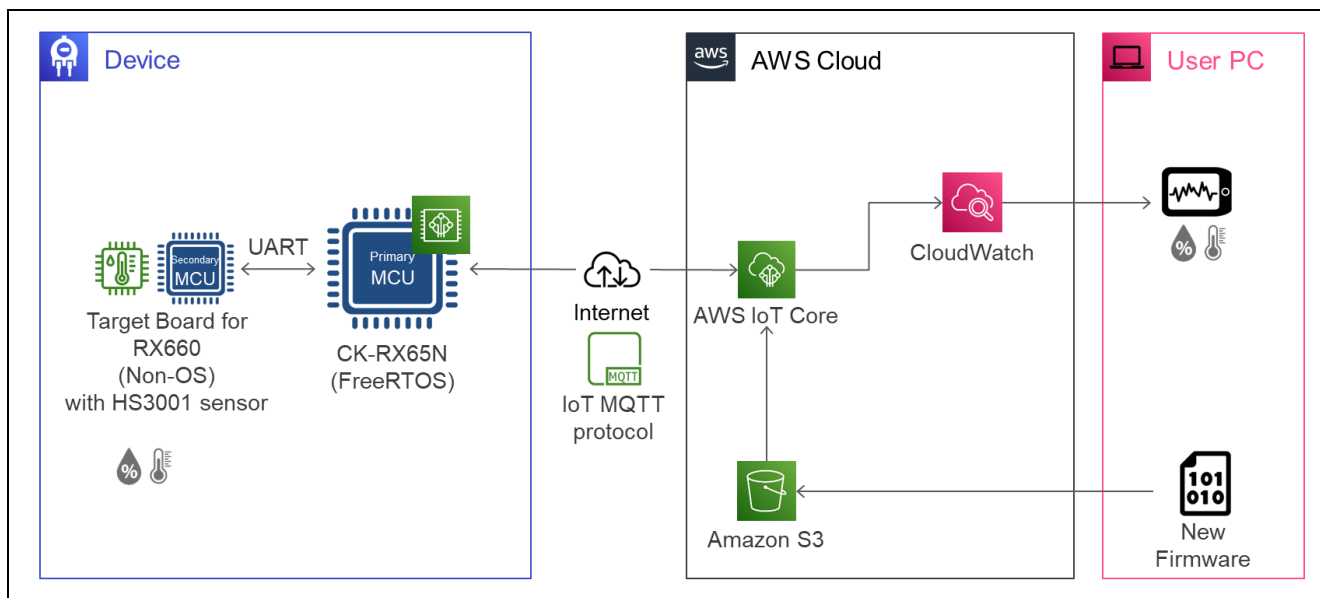 Device
aws
AWS Cloud
User PC
UART
Secondary
MCU
Primary
MCU
Target Board for
RX660
(Non-OS)
with HS3001 sensor
CK-RX65N
(FreeRTOS)
%
Internet
MQTT
IoT MQTT
protocol
AWS IoT Core
CloudWatch
%
Amazon S3
101
010
New
Firmware